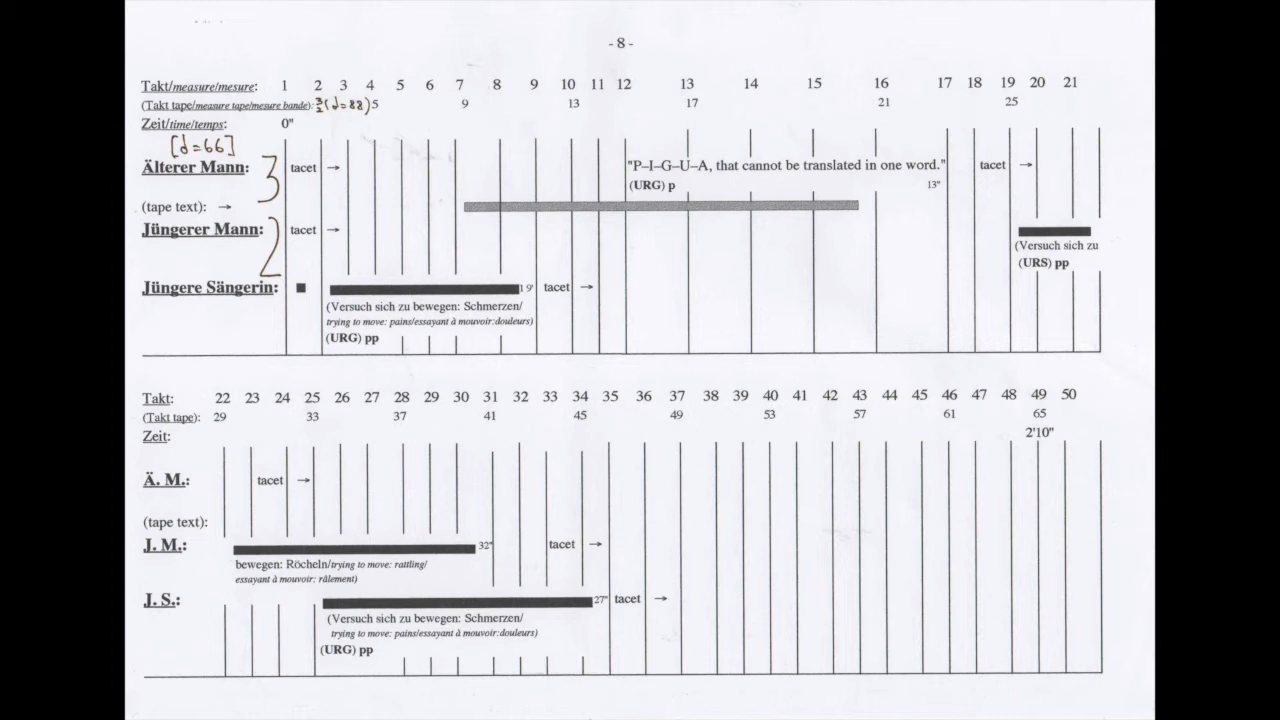 - 8 -
Takt/measure/mesure: 1 2 3 4 5 6 7 8 9 10 11 12 13 14 15 16 17 18 19 20 21
(Takt tape/measure tape/mesure bande): 3/2 (d=88) 5 9 13 17 21 25
Zeit/time/temps: 0"
[d=66]
Älterer Mann: 3 tacet → "P–I–G–U–A, that cannot be translated in one word." tacet →
(URG) p 13"
(tape text): →
Jüngerer Mann: 2 tacet →
(Versuch sich zu
(URS) pp
Jüngere Sängerin: ■ 19' tacet →
(Versuch sich zu bewegen: Schmerzen/
trying to move: pains/essayant à mouvoir:douleurs)
(URG) pp
Takt: 22 23 24 25 26 27 28 29 30 31 32 33 34 35 36 37 38 39 40 41 42 43 44 45 46 47 48 49 50
(Takt tape): 29 33 37 41 45 49 53 57 61 65
Zeit: 2'10"
Ä. M.: tacet →
(tape text):
J. M.: 32" tacet →
bewegen: Röcheln/trying to move: rattling/
essayant à mouvoir: râlement)
J. S.: 27" tacet →
(Versuch sich zu bewegen: Schmerzen/
trying to move: pains/essayant à mouvoir:douleurs)
(URG) pp